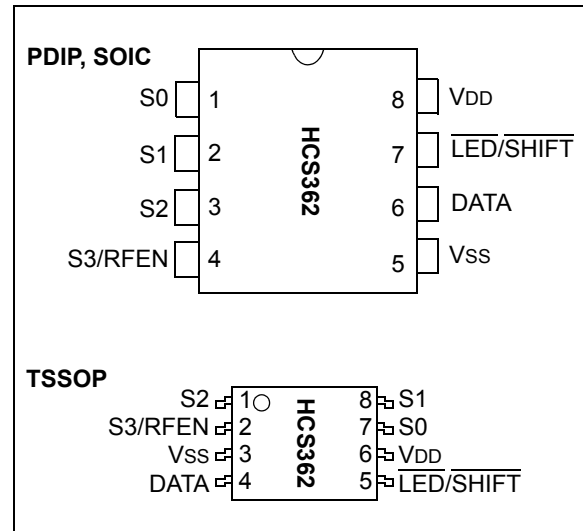 PDIP, SOIC
S0 1 8 VDD
S1 2 7 LED/SHIFT
S2 3 6 DATA
S3/RFEN 4 5 VSS
HCS362
TSSOP
S2 1 8 S1
S3/RFEN 2 7 S0
VSS 3 6 VDD
DATA 4 5 LED/SHIFT
HCS362